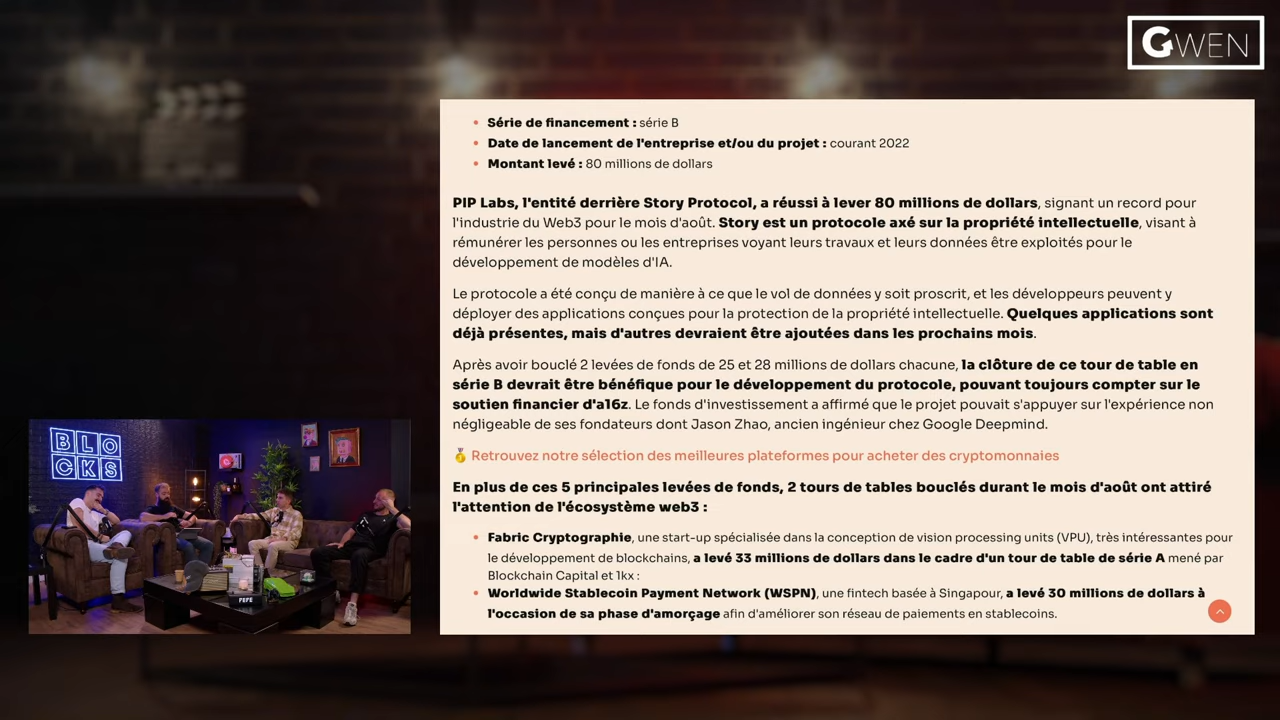 GWEN
Série de financement : série B
Date de lancement de l'entreprise et/ou du projet : courant 2022
Montant levé : 80 millions de dollars
PIP Labs, l'entité derrière Story Protocol, a réussi à lever 80 millions de dollars, signant un record pour
l'industrie du Web3 pour le mois d'août. Story est un protocole axé sur la propriété intellectuelle, visant à
rémunérer les personnes ou les entreprises voyant leurs travaux et leurs données être exploités pour le
développement de modèles d'IA.
Le protocole a été conçu de manière à ce que le vol de données y soit proscrit, et les développeurs peuvent y
déployer des applications conçues pour la protection de la propriété intellectuelle. Quelques applications sont
déjà présentes, mais d'autres devraient être ajoutées dans les prochains mois.
Après avoir bouclé 2 levées de fonds de 25 et 28 millions de dollars chacune, la clôture de ce tour de table en
série B devrait être bénéfique pour le développement du protocole, pouvant toujours compter sur le
soutien financier d'a16z. Le fonds d'investissement a affirmé que le projet pouvait s'appuyer sur l'expérience non
négligeable de ses fondateurs dont Jason Zhao, ancien ingénieur chez Google Deepmind.
Retrouvez notre sélection des meilleures plateformes pour acheter des cryptomonnaies
En plus de ces 5 principales levées de fonds, 2 tours de tables bouclés durant le mois d'août ont attiré
l'attention de l'écosystème web3 :
Fabric Cryptographie, une start-up spécialisée dans la conception de vision processing units (VPU), très intéressantes pour
le développement de blockchains, a levé 33 millions de dollars dans le cadre d'un tour de table de série A mené par
Blockchain Capital et 1kx :
Worldwide Stablecoin Payment Network (WSPN), une fintech basée à Singapour, a levé 30 millions de dollars à
l'occasion de sa phase d'amorçage afin d'améliorer son réseau de paiements en stablecoins.
BLO
CKS
PEPE